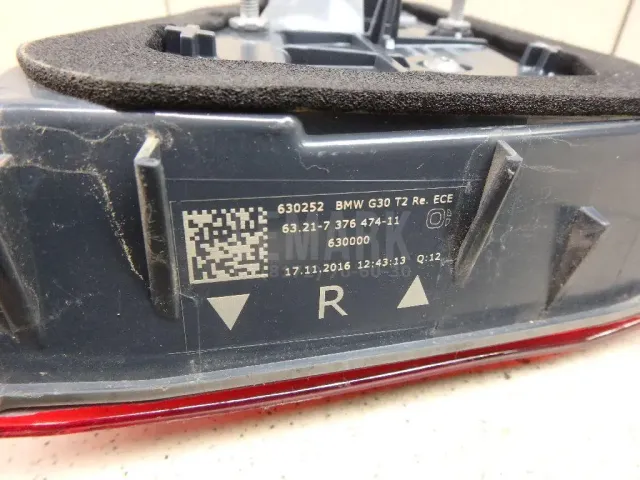 630252 BMW G30 T2 Re. ECE
63.21-7 376 474-11
630000
17.11.2016 12:43:13 Q:12
R